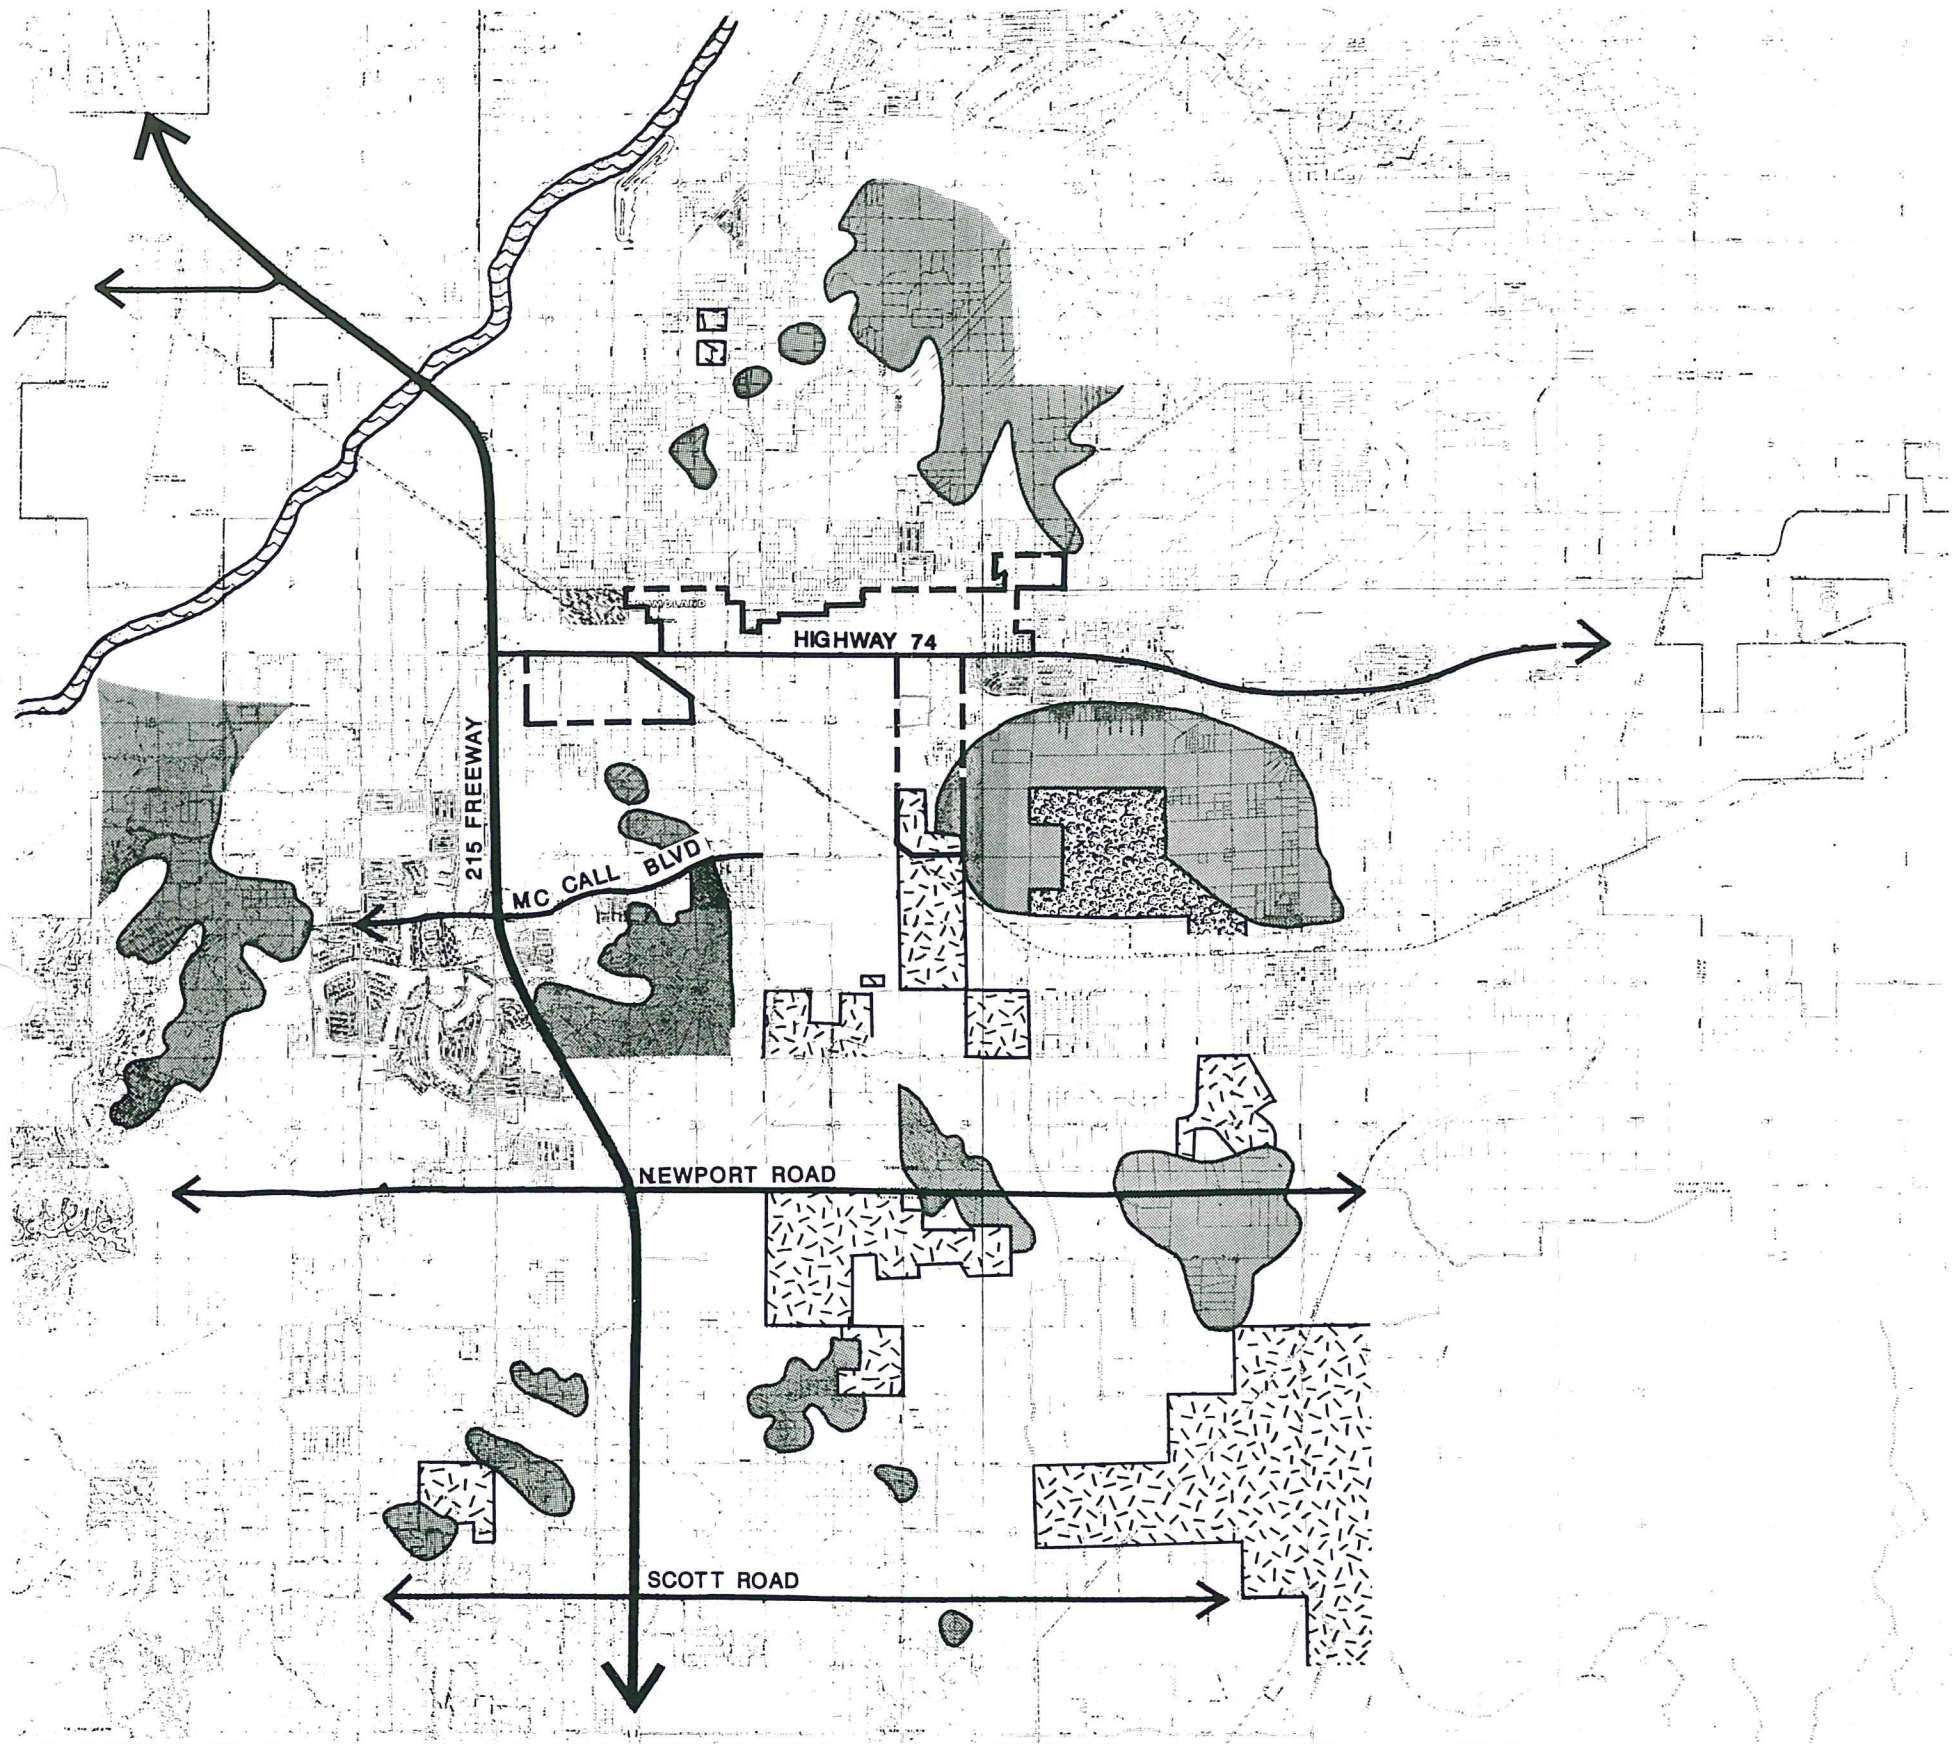 HIGHWAY 74
215 FREEWAY
MC CALL BLVD
NEWPORT ROAD
SCOTT ROAD